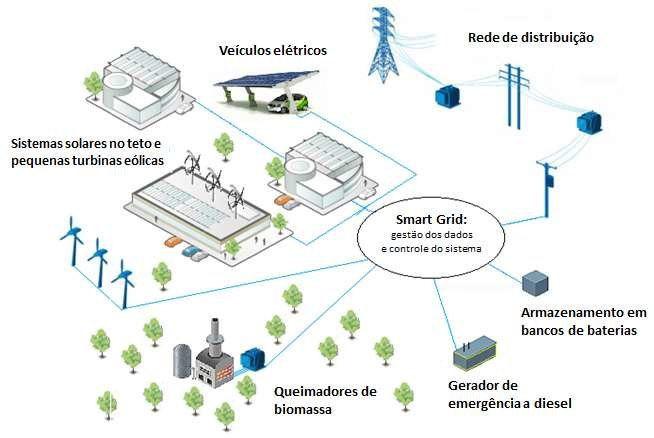 Veículos elétricos
Rede de distribuição
Sistemas solares no teto e
pequenas turbinas eólicas
Smart Grid:
gestão dos dados
e controle do sistema
Armazenamento em
bancos de baterias
Gerador de
emergência a diesel
Queimadores de
biomassa